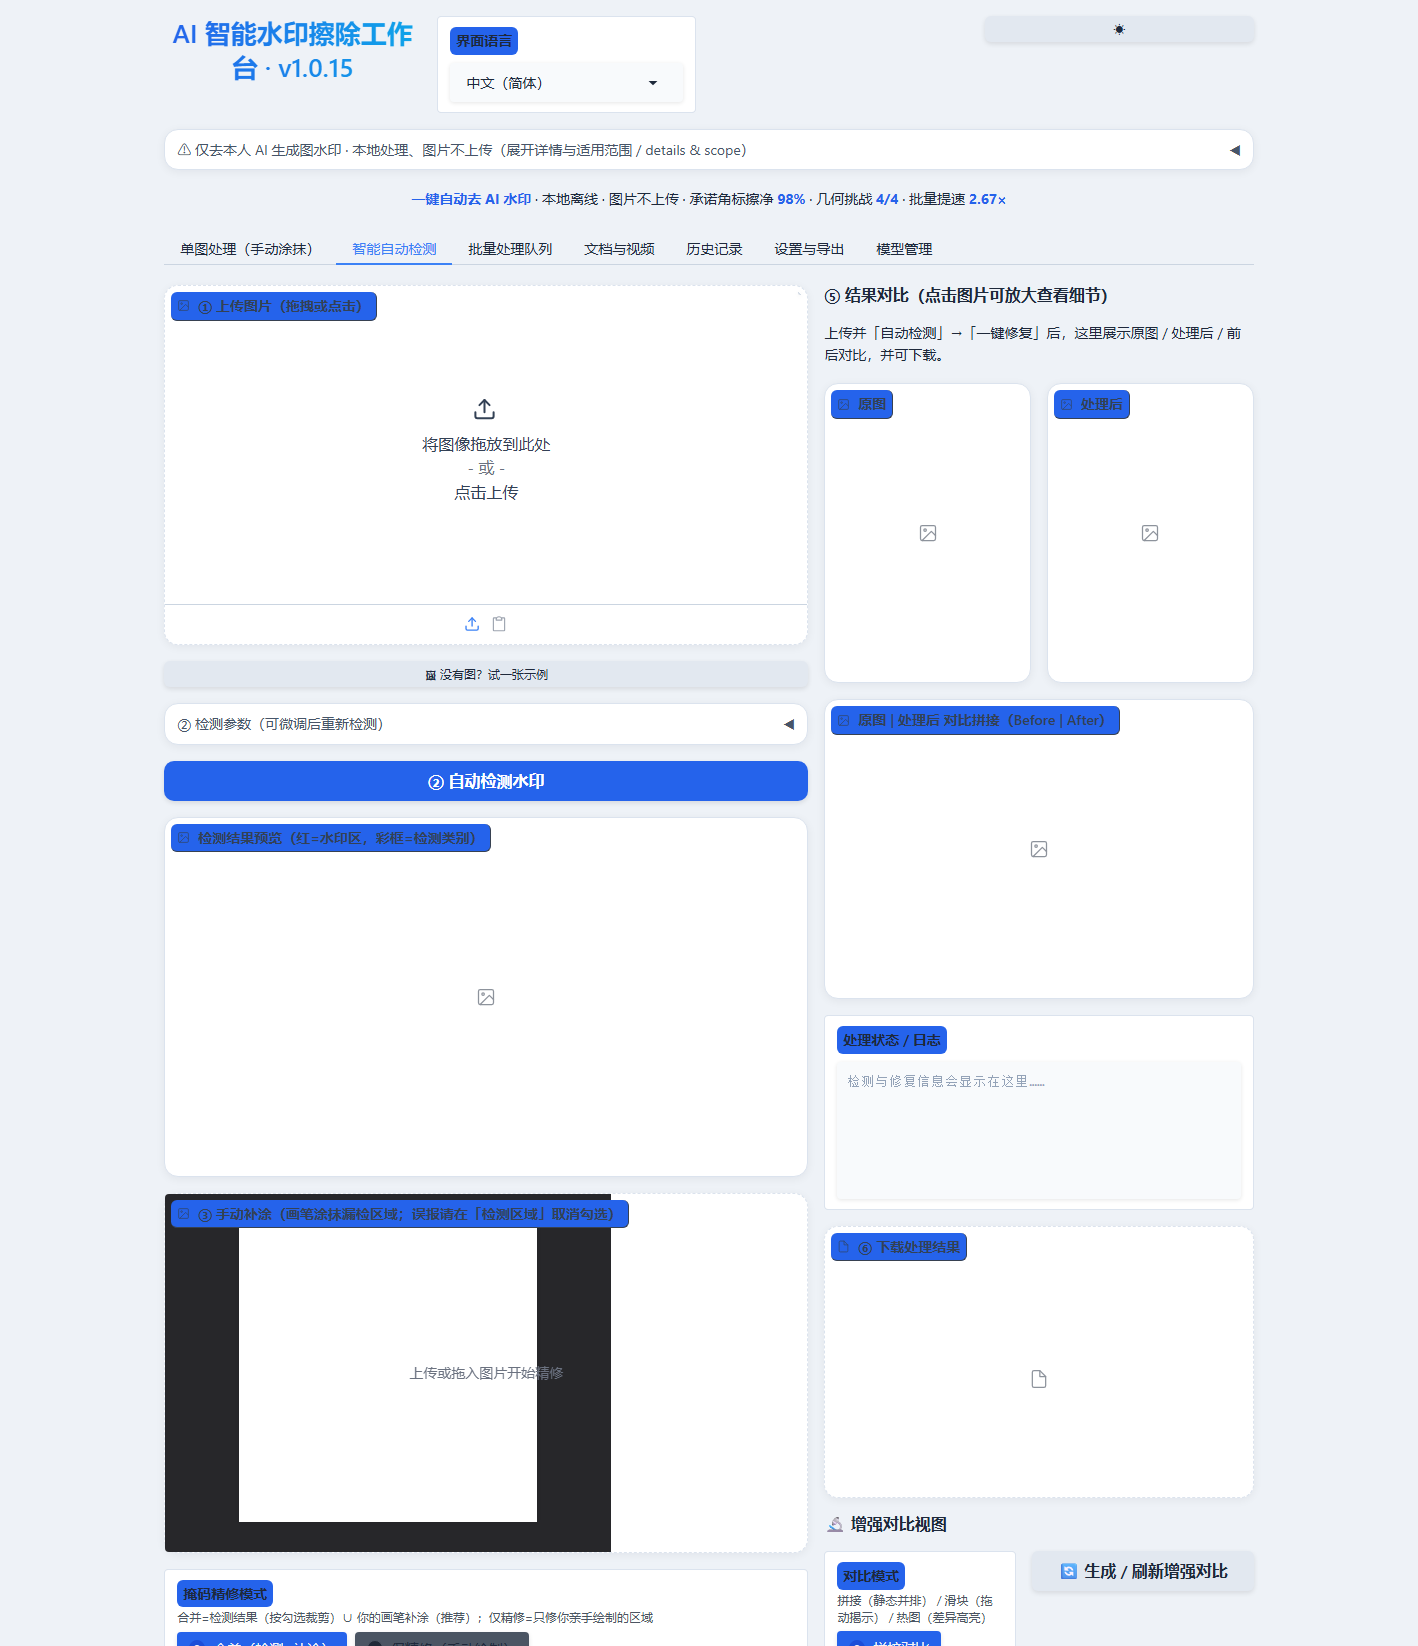 AI 智能水印擦除工作
台 · v1.0.15
界面语言
中文（简体）
⚠ 仅去本人 AI 生成图水印 · 本地处理、图片不上传（展开详情与适用范围 / details & scope）
一键自动去 AI 水印 · 本地离线 · 图片不上传 · 承诺角标擦净 98% · 几何挑战 4/4 · 批量提速 2.67×
单图处理（手动涂抹）
智能自动检测
批量处理队列
文档与视频
历史记录
设置与导出
模型管理
① 上传图片（拖拽或点击）
将图像拖放到此处
- 或 -
点击上传
没有图？试一张示例
② 检测参数（可微调后重新检测）
② 自动检测水印
检测结果预览（红=水印区，彩框=检测类别）
③ 手动补涂（画笔涂抹漏检区域；误报请在「检测区域」取消勾选）
上传或拖入图片开始精修
掩码精修模式
合并=检测结果（按勾选裁剪）∪ 你的画笔补涂（推荐）；仅精修=只修你亲手绘制的区域
⑤ 结果对比（点击图片可放大查看细节）
上传并「自动检测」→「一键修复」后，这里展示原图 / 处理后 / 前
后对比，并可下载。
原图
处理后
原图 | 处理后 对比拼接（Before | After）
处理状态 / 日志
检测与修复信息会显示在这里……
⑥ 下载处理结果
🔬 增强对比视图
对比模式
拼接（静态并排） / 滑块（拖
动揭示） / 热图（差异高亮）
🔄 生成 / 刷新增强对比